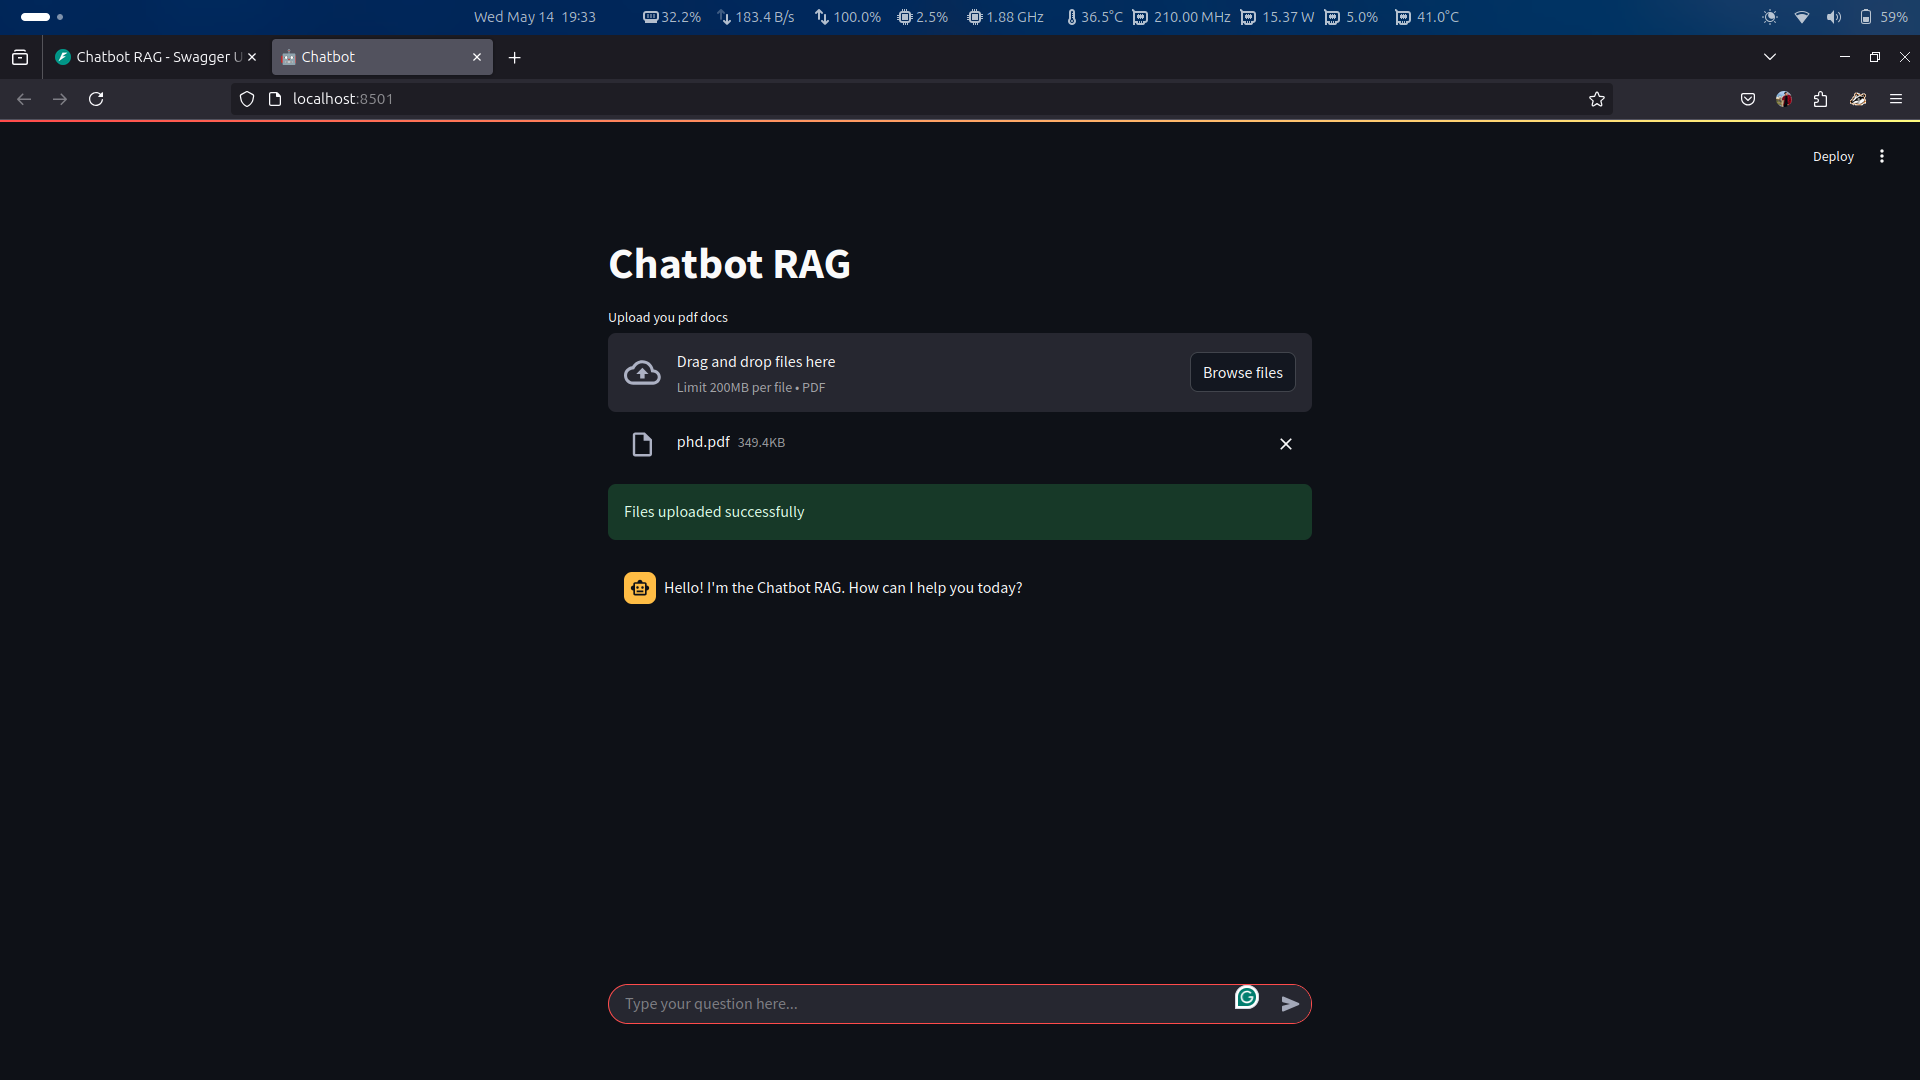 Wed May 14 19:33 32.2% 183.4 B/s 100.0% 2.5% 1.88 GHz 36.5°C 210.00 MHz 15.37 W 5.0% 41.0°C 59%
Chatbot RAG - Swagger U Chatbot
localhost:8501
Deploy
Chatbot RAG
Upload you pdf docs
Drag and drop files here
Limit 200MB per file • PDF
Browse files
phd.pdf 349.4KB
Files uploaded successfully
Hello! I'm the Chatbot RAG. How can I help you today?
Type your question here...